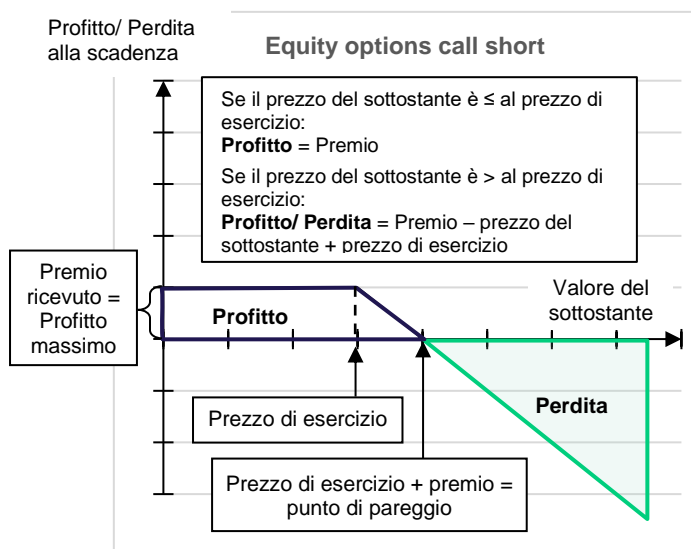 Profitto/ Perdita
alla scadenza
Equity options call short
Se il prezzo del sottostante è ≤ al prezzo di
esercizio:
Profitto = Premio
Se il prezzo del sottostante è > al prezzo di
esercizio:
Profitto/ Perdita = Premio – prezzo del
sottostante + prezzo di esercizio
Premio
ricevuto =
Profitto
massimo
Profitto
Valore del
sottostante
Prezzo di esercizio
Perdita
Prezzo di esercizio + premio =
punto di pareggio